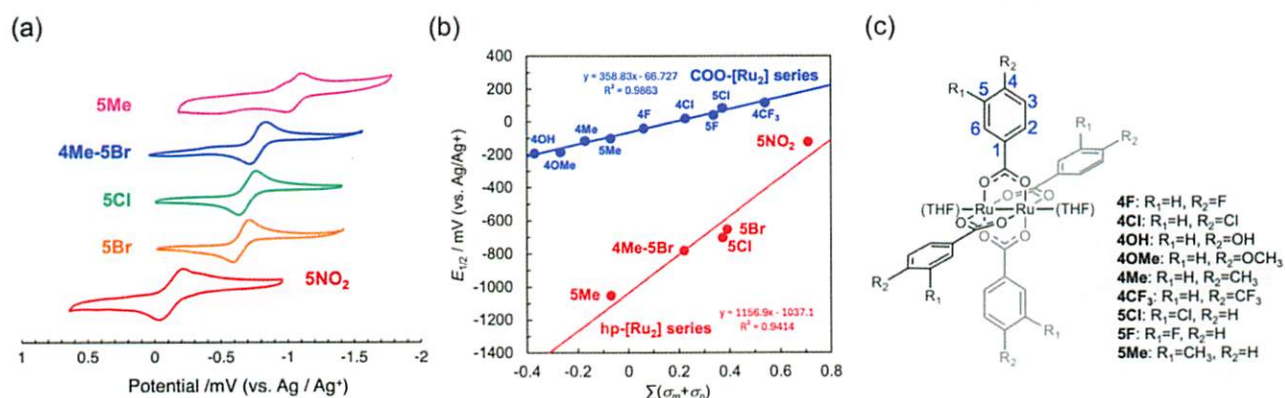 (a)
5Me
4Me-5Br
5Cl
5Br
5NO₂
1
0.5
0
-0.5
-1
-1.5
-2
Potential /mV (vs. Ag / Ag⁺)
(b)
400
200
0
-200
-400
-600
-800
-1000
-1200
-1400
E₁/₂ / mV (vs. Ag/Ag⁺)
y = 358.83x - 66.727
R² = 0.9863
COO-[Ru₂] series
4OH
4OMe
4Me
5Me
4F
4Cl
5F
5Cl
4CF₃
5NO₂
5Br
5Cl
4Me-5Br
5Me
y = 1156.9x - 1037.1
R² = 0.9414
hp-[Ru₂] series
-0.4
-0.2
0
0.2
0.4
0.6
0.8
∑(σₘ+σₚ)
(c)
R₂
R₁
5
4
3
6
2
1
R₁
R₂
O
O
O
O
(THF)
Ru
Ru
(THF)
O
O
O
O
R₂
R₁
R₁
R₂
4F: R₁=H, R₂=F
4Cl: R₁=H, R₂=Cl
4OH: R₁=H, R₂=OH
4OMe: R₁=H, R₂=OCH₃
4Me: R₁=H, R₂=CH₃
4CF₃: R₁=H, R₂=CF₃
5Cl: R₁=Cl, R₂=H
5F: R₁=F, R₂=H
5Me: R₁=CH₃, R₂=H